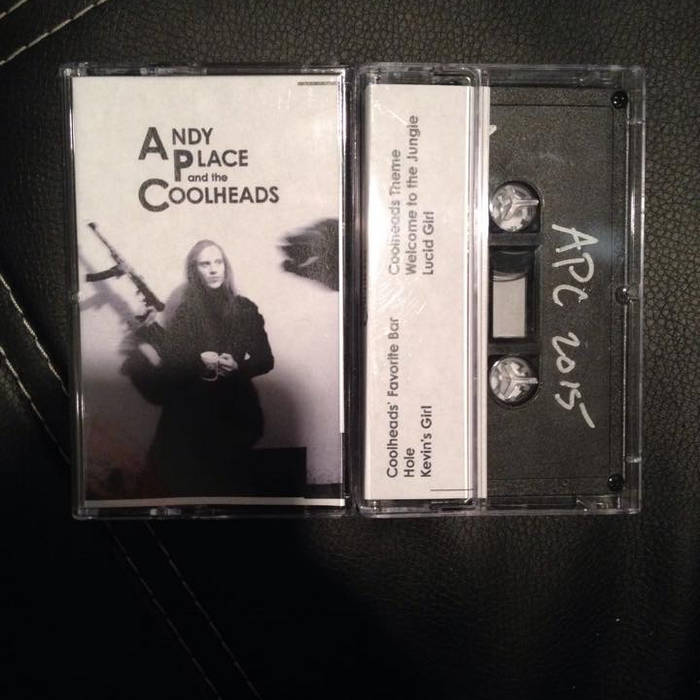 ANDY
PLACE
and the
COOLHEADS
Coolheads' Favorite Bar
Hole
Kevin's Girl
Coolheads Theme
Welcome to the Jungle
Lucid Girl
APC 2015